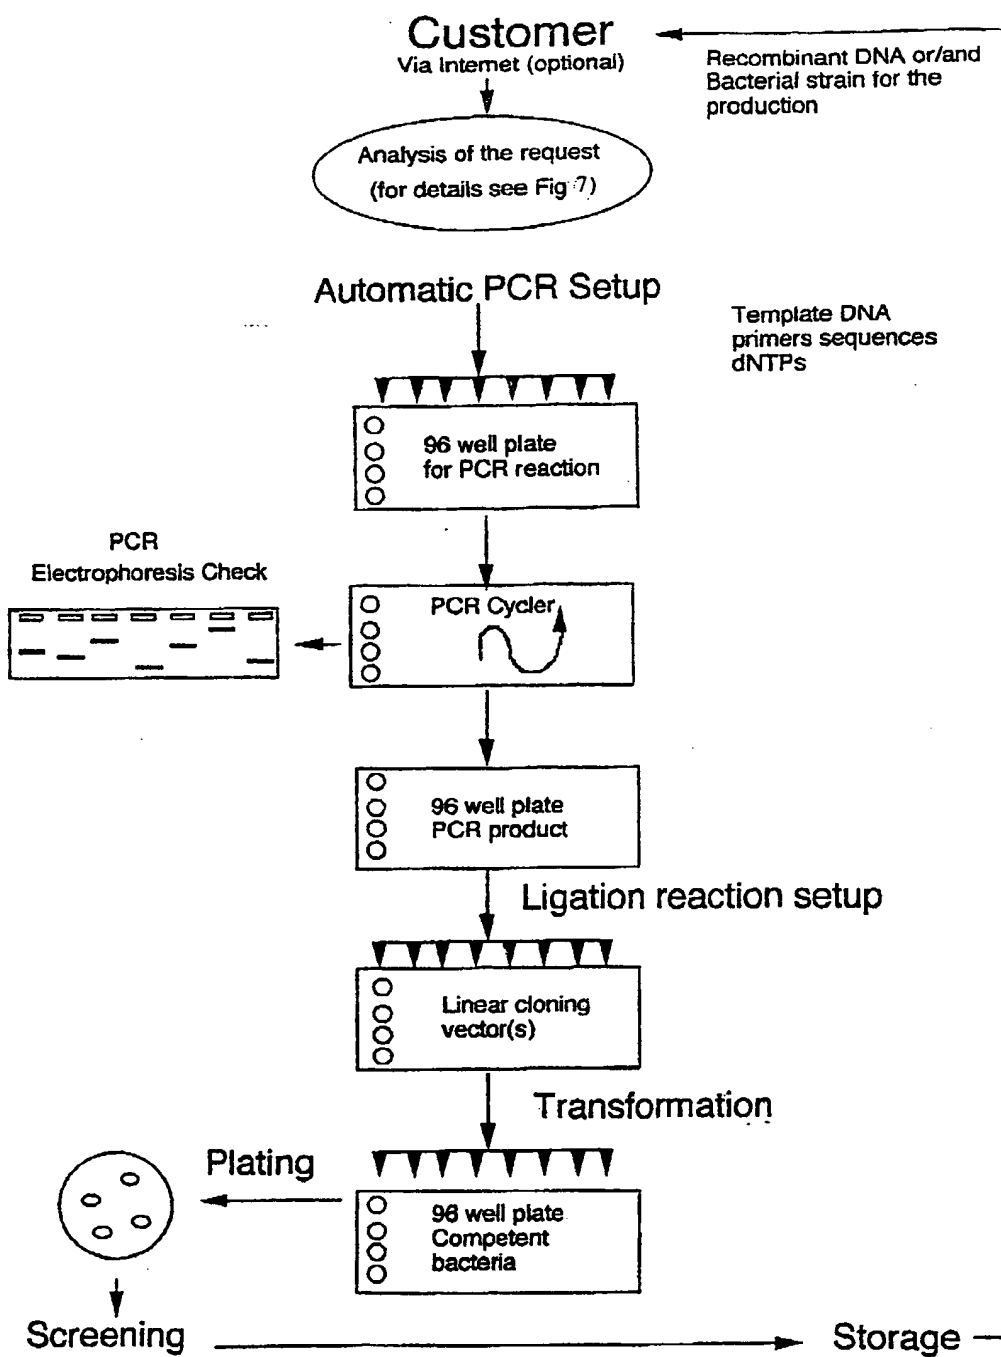 Customer
Via Internet (optional)
Recombinant DNA or/and
Bacterial strain for the
production
Analysis of the request
(for details see Fig 7)
Automatic PCR Setup
Template DNA
primers sequences
dNTPs
96 well plate
for PCR reaction
PCR
Electrophoresis Check
PCR Cycler
96 well plate
PCR product
Ligation reaction setup
Linear cloning
vector(s)
Transformation
Plating
96 well plate
Competent
bacteria
Screening
Storage